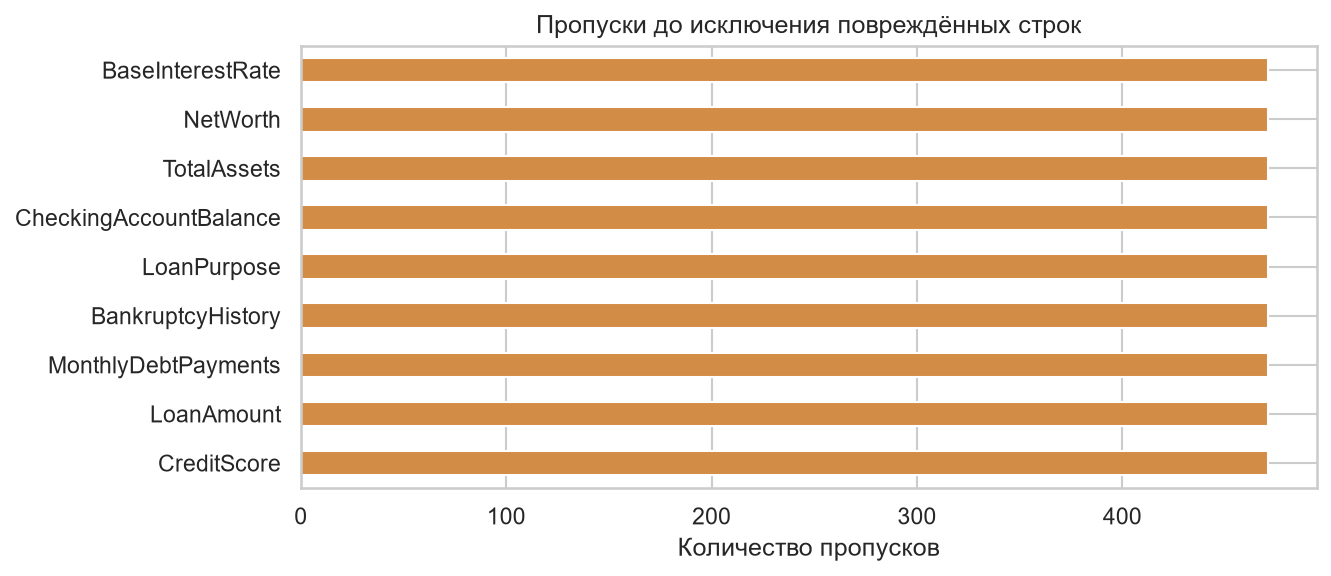 Пропуски до исключения повреждённых строк
BaseInterestRate
NetWorth
TotalAssets
CheckingAccountBalance
LoanPurpose
BankruptcyHistory
MonthlyDebtPayments
LoanAmount
CreditScore
0 100 200 300 400
Количество пропусков